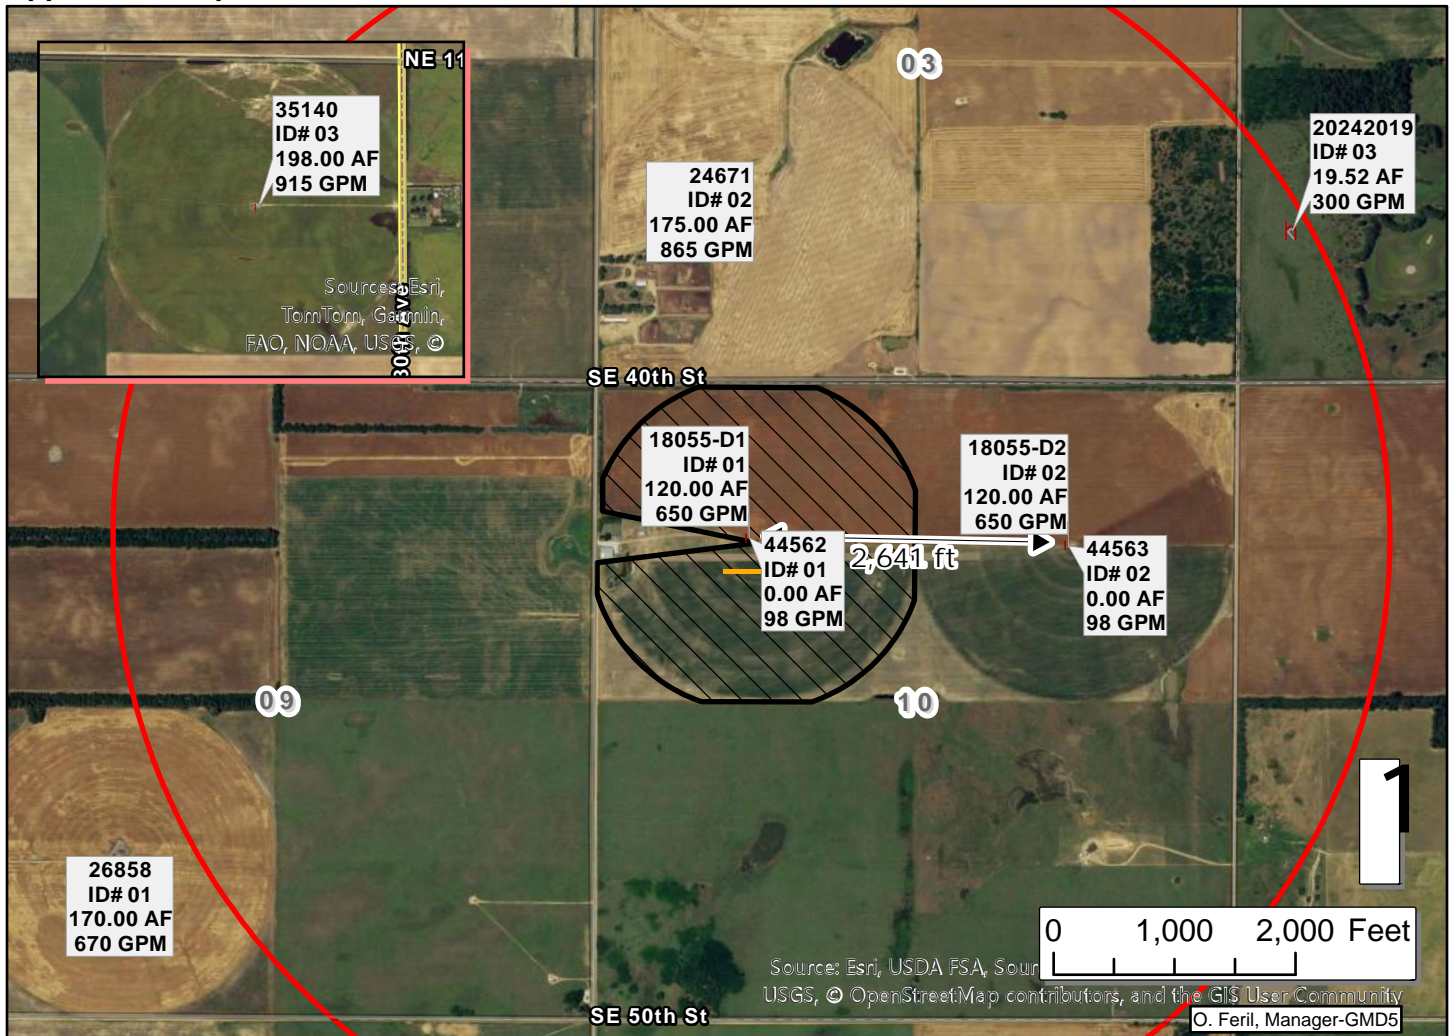 NE 11
35140
ID# 03
198.00 AF
915 GPM
Sources: Esri,
TomTom, Garmin,
FAO, NOAA, USGS, ©
30th Ave
03
24671
ID# 02
175.00 AF
865 GPM
20242019
ID# 03
19.52 AF
300 GPM
SE 40th St
18055-D1
ID# 01
120.00 AF
650 GPM
18055-D2
ID# 02
120.00 AF
650 GPM
2,641 ft
44562
ID# 01
0.00 AF
98 GPM
44563
ID# 02
0.00 AF
98 GPM
09
10
26858
ID# 01
170.00 AF
670 GPM
1
0 1,000 2,000 Feet
Source: Esri, USDA FSA,
USGS, © OpenStreetMap contributors, and the GIS User Community
SE 50th St
O. Feril, Manager-GMD5